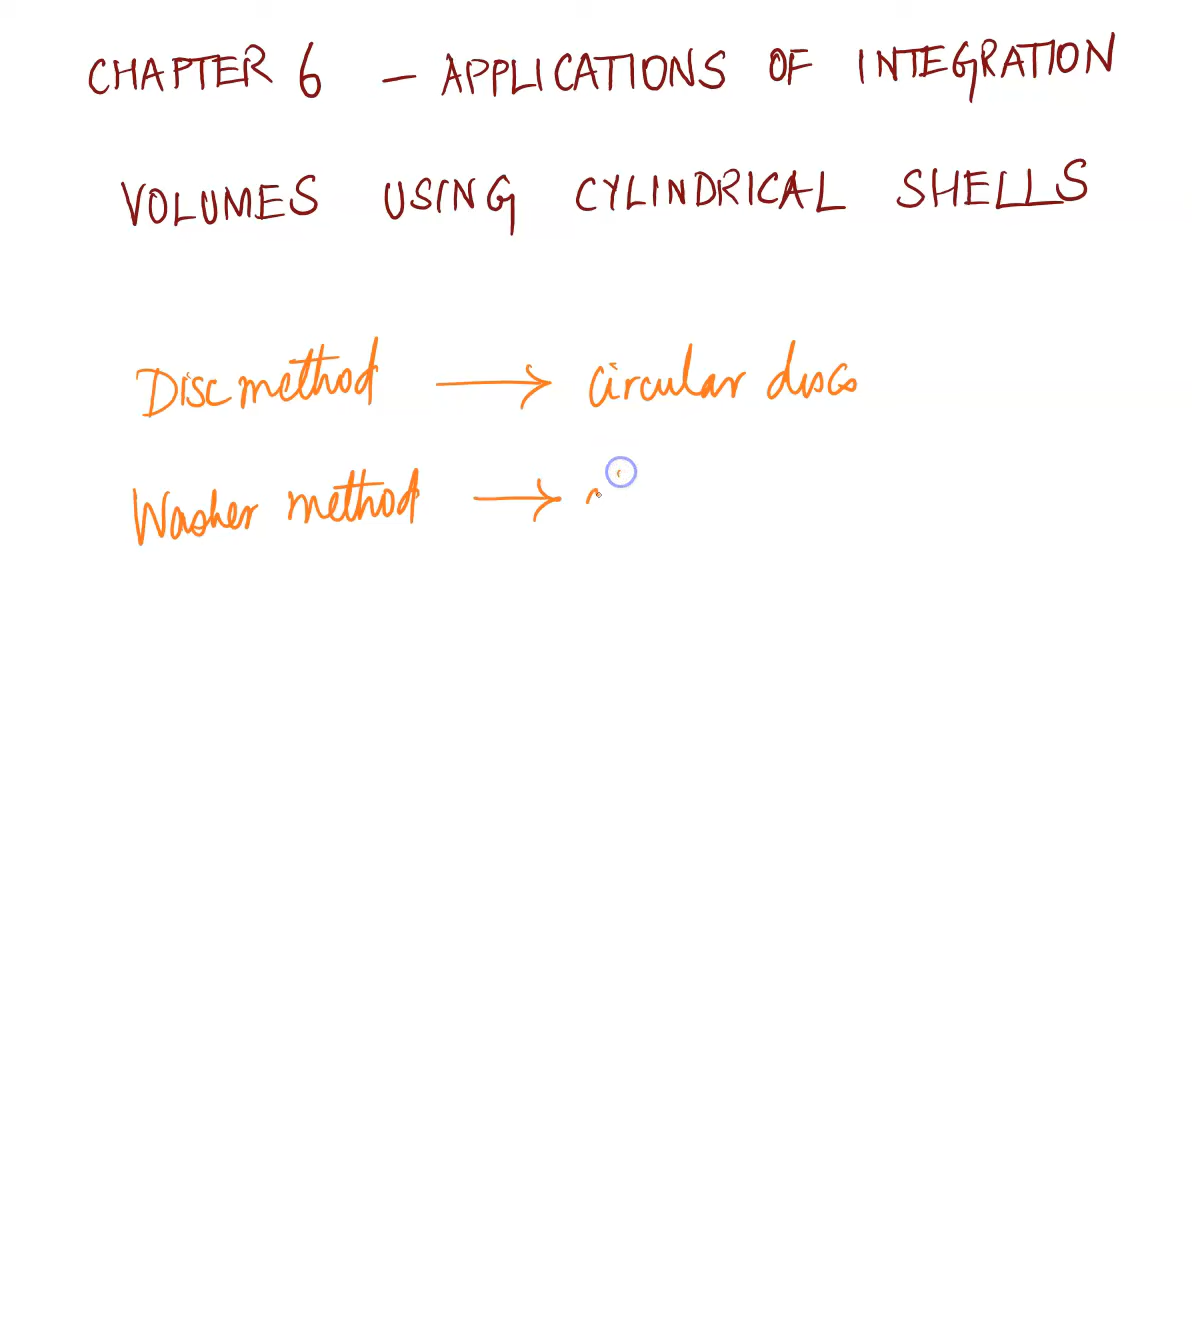 CHAPTER 6 - APPLICATIONS OF INTEGRATION
VOLUMES USING CYLINDRICAL SHELLS
Disc method → circular discs
Washer method →